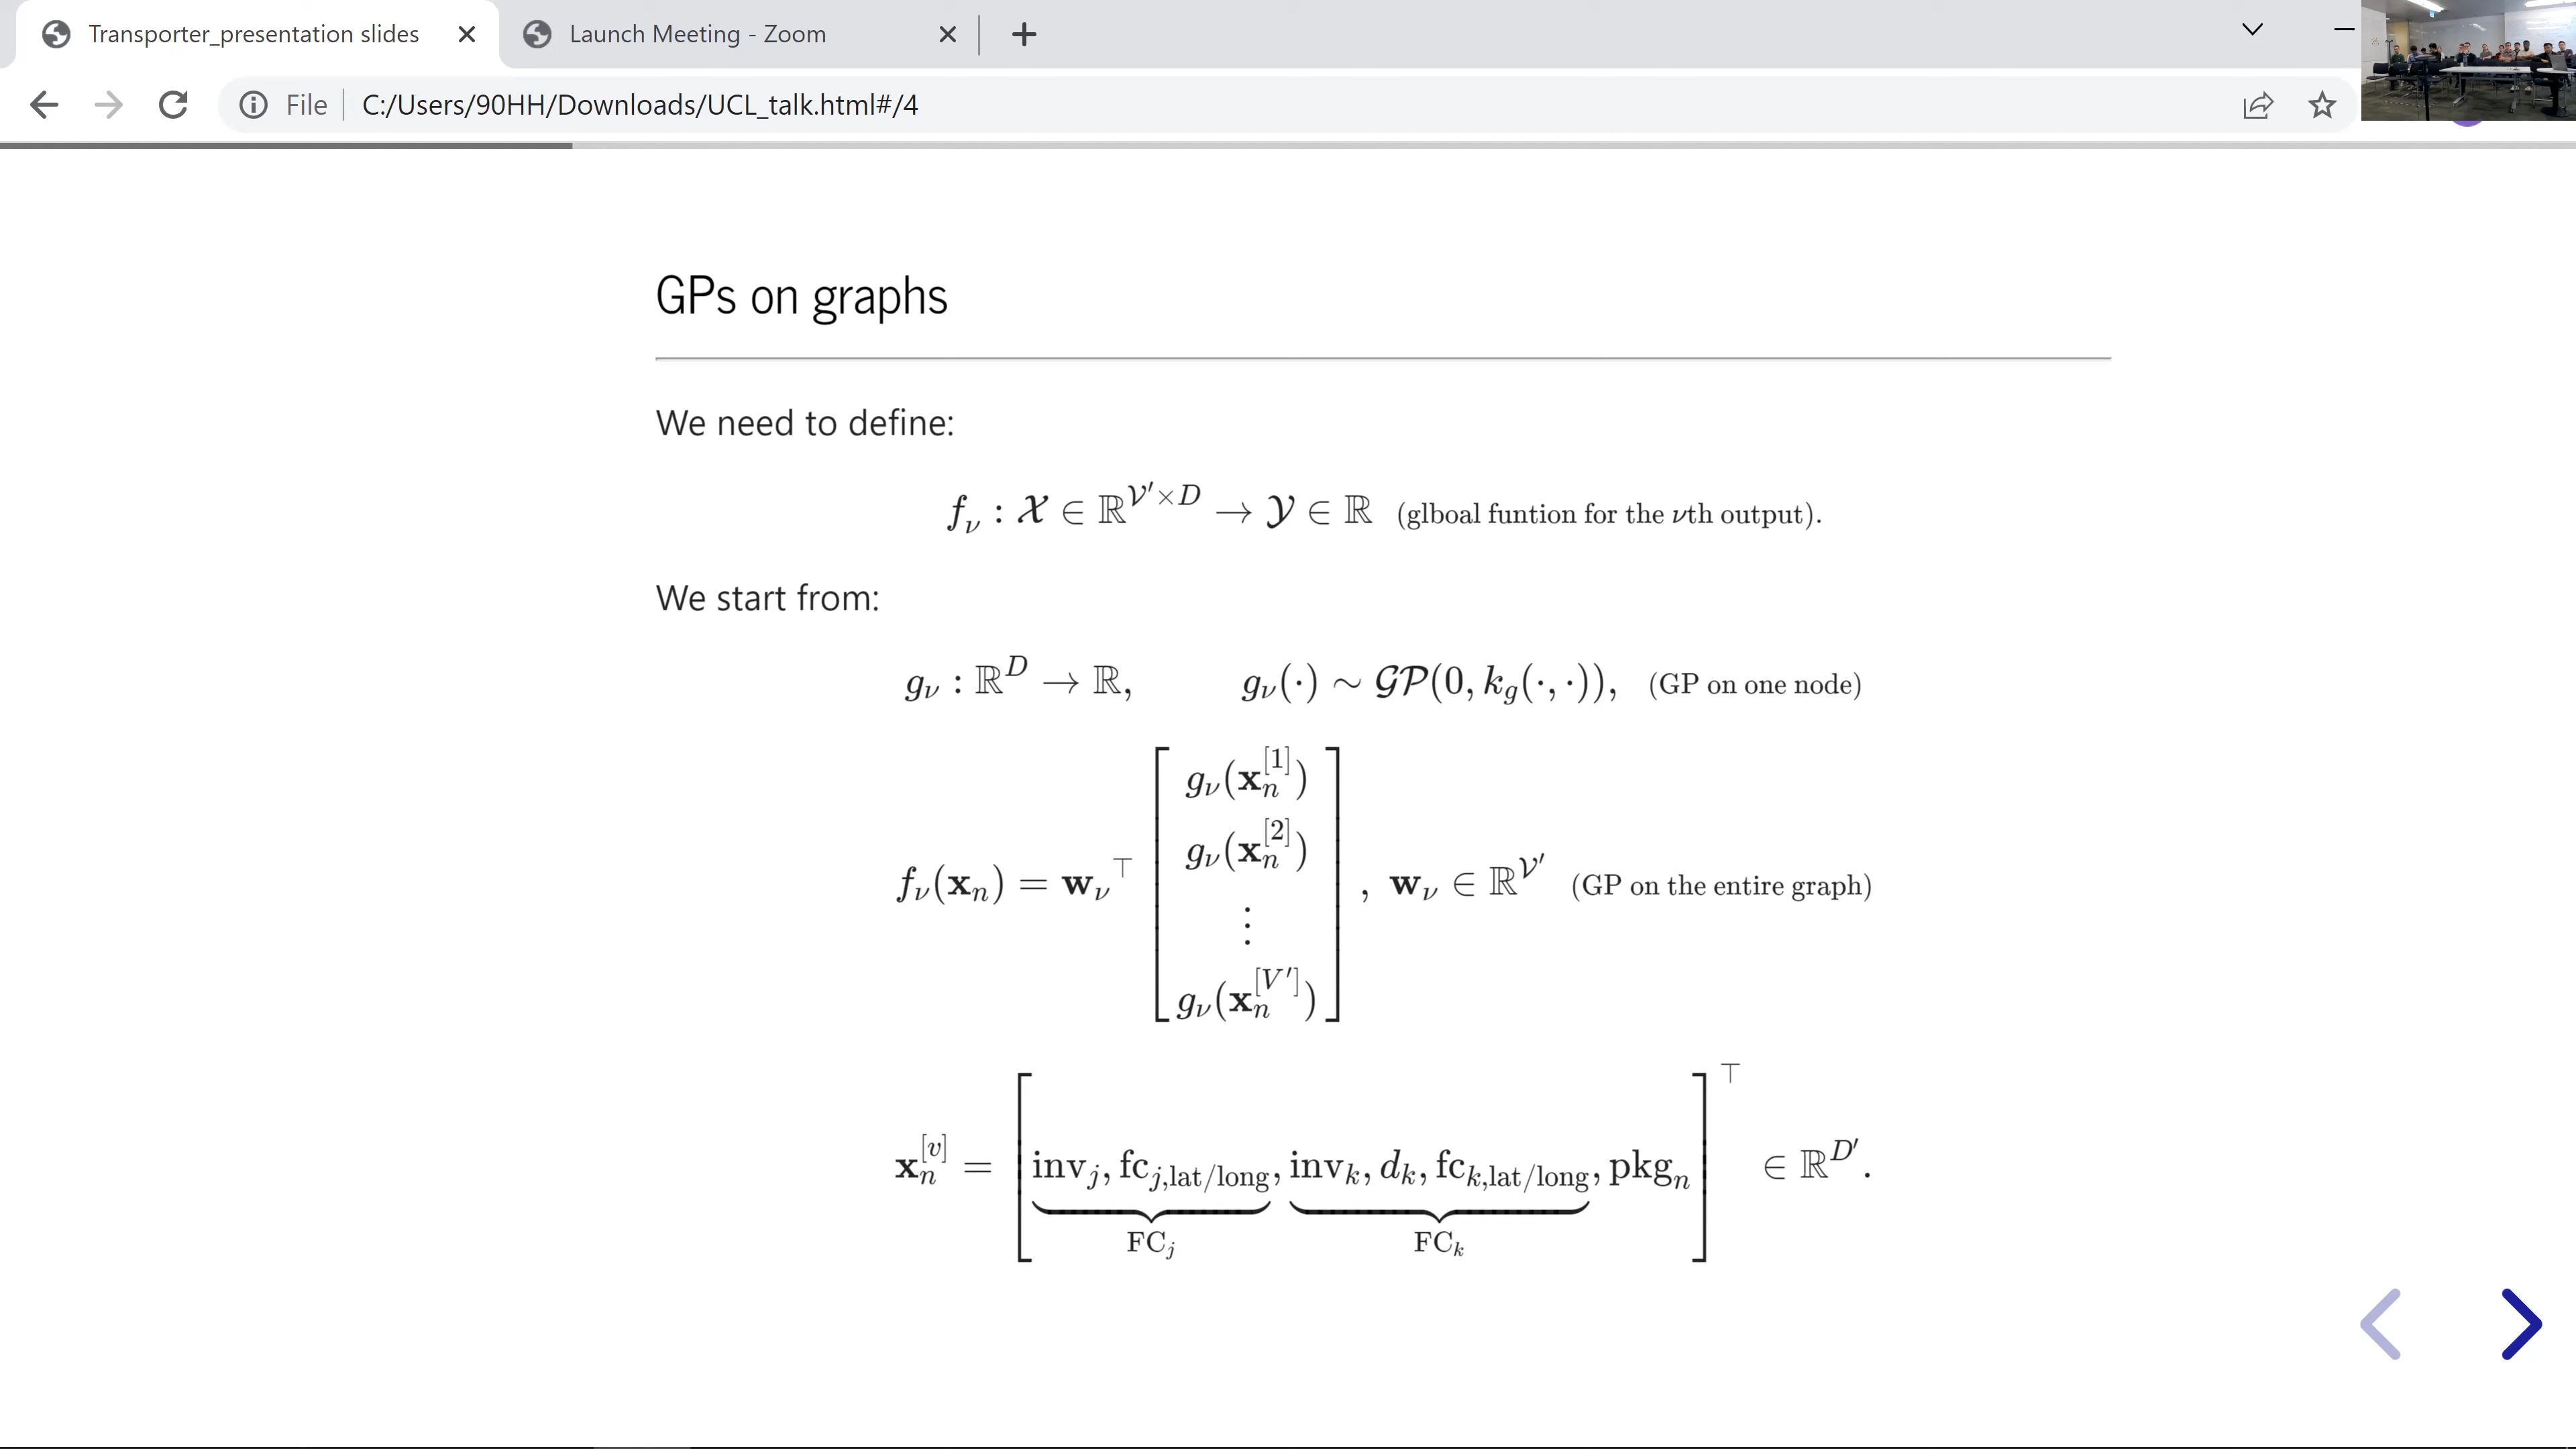 Transporter_presentation slides
Launch Meeting - Zoom
File
C:/Users/90HH/Downloads/UCL_talk.html#/4
GPs on graphs
We need to define:
f_ν : 𝒳 ∈ ℝ^{𝒱′×D} → 𝒴 ∈ ℝ (glboal funtion for the νth output).
We start from:
g_ν : ℝ^D → ℝ, g_ν(·) ∼ 𝒢𝒫(0, k_g(·, ·)), (GP on one node)
f_ν(𝐱_n) = 𝐰_ν^⊤ [ g_ν(𝐱_n^{[1]}) g_ν(𝐱_n^{[2]}) ⋮ g_ν(𝐱_n^{[V′]}) ] , 𝐰_ν ∈ ℝ^{𝒱′} (GP on the entire graph)
𝐱_n^{[v]} = [ inv_j, fc_{j,lat/long}, inv_k, d_k, fc_{k,lat/long}, pkg_n ]^⊤ ∈ ℝ^{D′}.
FC_j FC_k